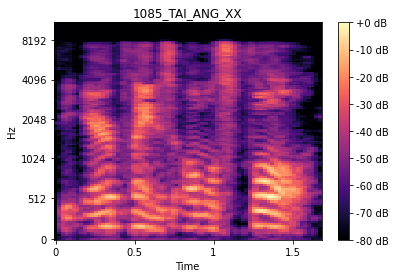 1085_TAI_ANG_XX
8192
4096
2048
1024
512
0
Hz
0
0.5
1
1.5
Time
+0 dB
-10 dB
-20 dB
-30 dB
-40 dB
-50 dB
-60 dB
-70 dB
-80 dB